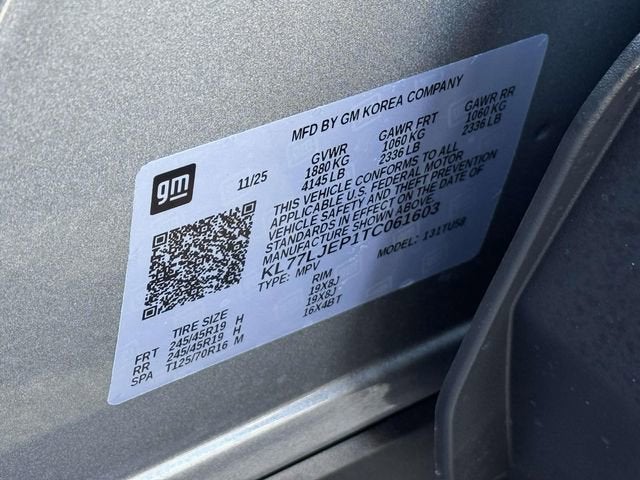 MFD BY GM KOREA COMPANY
gm
11/25
GVWR GAWR FRT GAWR RR
1880 KG 1060 KG 1060 KG
4145 LB 2336 LB 2336 LB
THIS VEHICLE CONFORMS TO ALL
APPLICABLE U.S. FEDERAL MOTOR
VEHICLE SAFETY AND THEFT PREVENTION
STANDARDS IN EFFECT ON THE DATE OF
MANUFACTURE SHOWN ABOVE.
KL77LJEP1TC061603
TYPE: MPV MODEL: 131TU58
TIRE SIZE RIM
FRT 245/45R19 H 19X8J
RR 245/45R19 H 19X8J
SPA T125/70R16 M 16X4BT